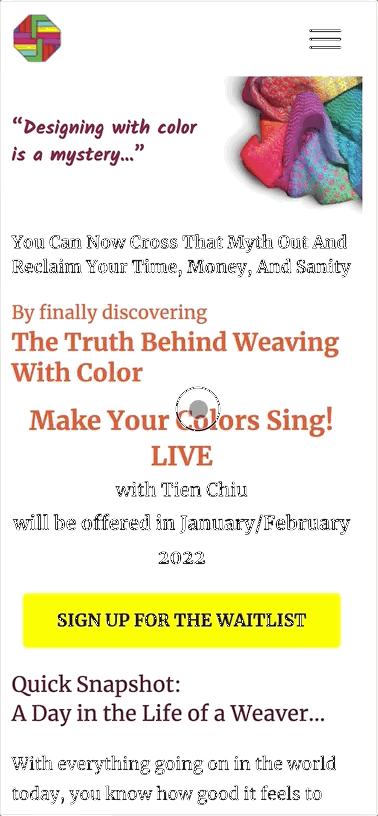 “Designing with color
is a mystery...”
You Can Now Cross That Myth Out And
Reclaim Your Time, Money, And Sanity
By finally discovering
The Truth Behind Weaving
With Color
Make Your Colors Sing!
LIVE
with Tien Chiu
will be offered in January/February
2022
SIGN UP FOR THE WAITLIST
Quick Snapshot:
A Day in the Life of a Weaver...
With everything going on in the world
today, you know how good it feels to